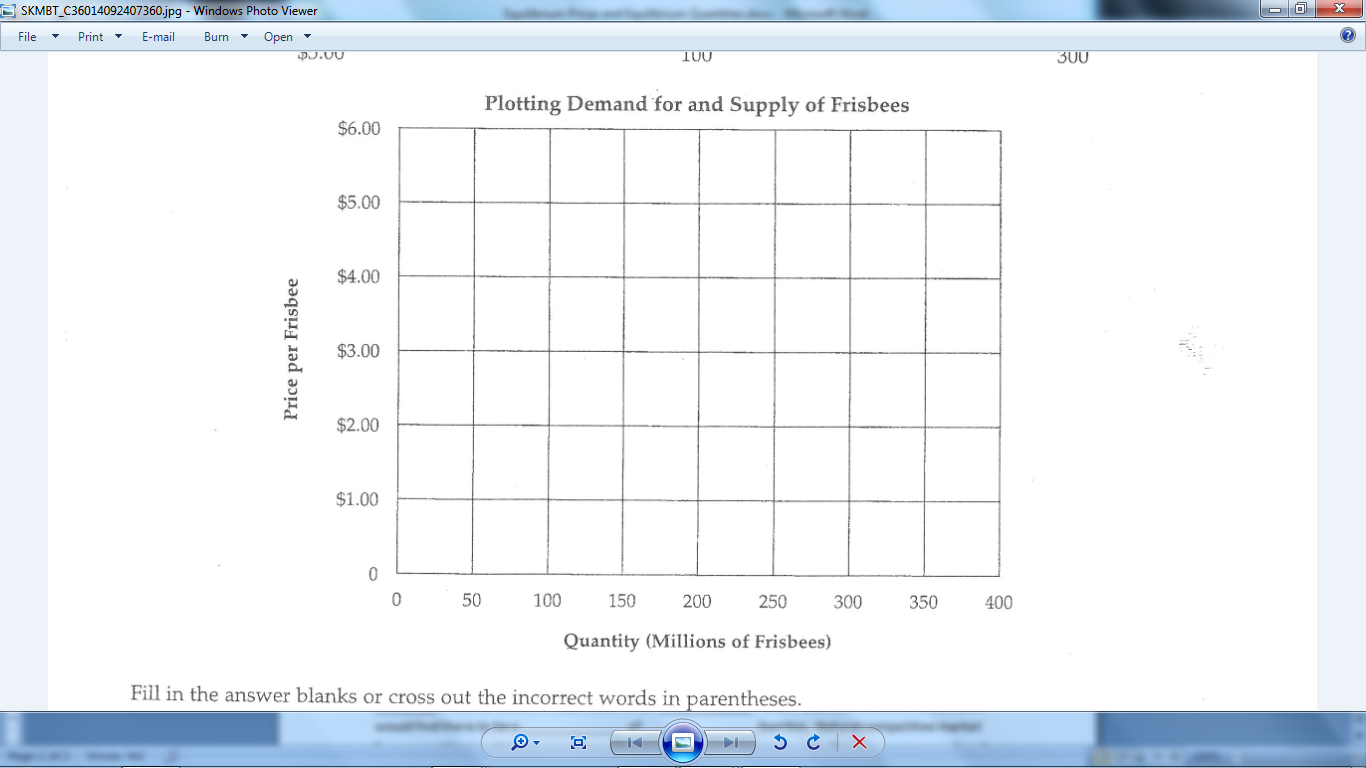 SKMBT_C36014092407360.jpg - Windows Photo Viewer
File Print E-mail Burn Open
$5.00 100 300
Plotting Demand for and Supply of Frisbees
$6.00
$5.00
$4.00
$3.00
$2.00
$1.00
0
Price per Frisbee
0 50 100 150 200 250 300 350 400
Quantity (Millions of Frisbees)
Fill in the answer blanks or cross out the incorrect words in parentheses.